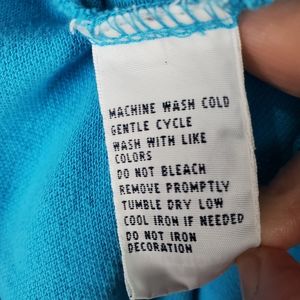 MACHINE WASH COLD
GENTLE CYCLE
WASH WITH LIKE
COLORS
DO NOT BLEACH
REMOVE PROMPTLY
TUMBLE DRY LOW
COOL IRON IF NEEDED
DO NOT IRON
DECORATION